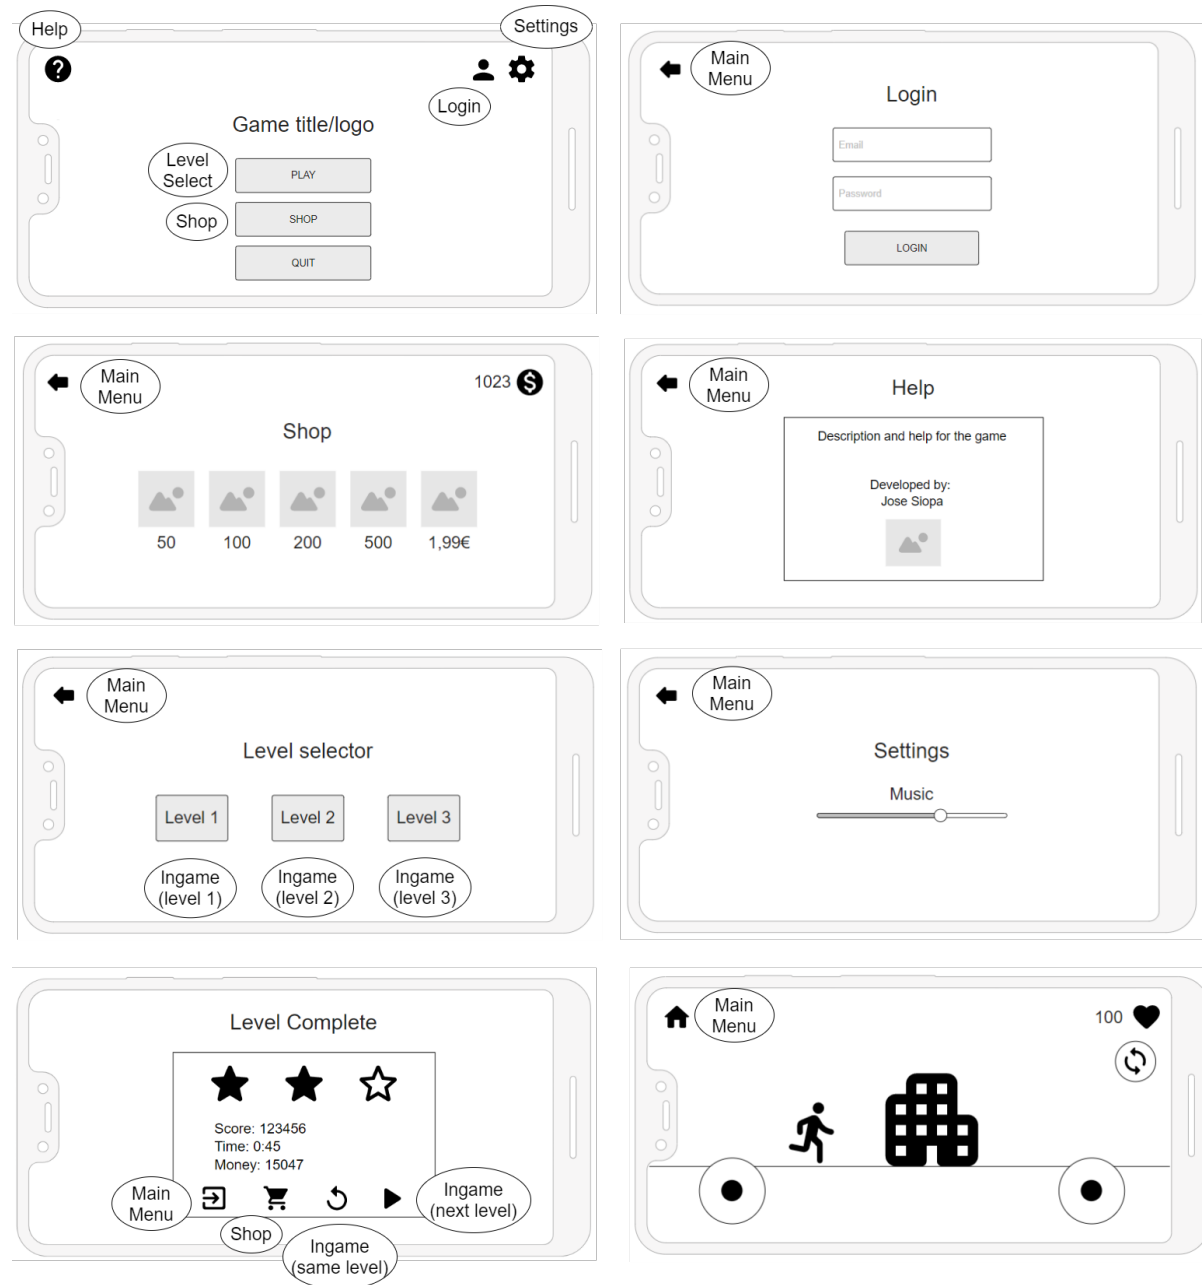 Help
Settings
Login
Game title/logo
Level
Select
PLAY
Shop
SHOP
QUIT
Main
Menu
Login
Email
Password
LOGIN
Main
Menu
1023
Shop
50
100
200
500
1,99€
Main
Menu
Help
Description and help for the game
Developed by:
Jose Siopa
Main
Menu
Level selector
Level 1
Level 2
Level 3
Ingame
(level 1)
Ingame
(level 2)
Ingame
(level 3)
Main
Menu
Settings
Music
Level Complete
Score: 123456
Time: 0:45
Money: 15047
Main
Menu
Shop
Ingame
(same level)
Ingame
(next level)
Main
Menu
100